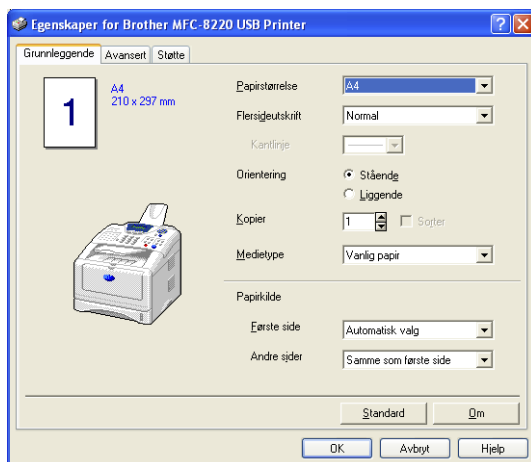 Egenskaper for Brother MFC-8220 USB Printer
Grunnleggende Avansert Støtte
1
A4
210 x 297 mm
Papirstørrelse A4
Flersideutskrift Normal
Kantlinje
Orientering Stående
Liggende
Kopier 1 Sorter
Medietype Vanlig papir
Papirkilde
Første side Automatisk valg
Andre sider Samme som første side
Standard Om
OK Avbryt Hjelp